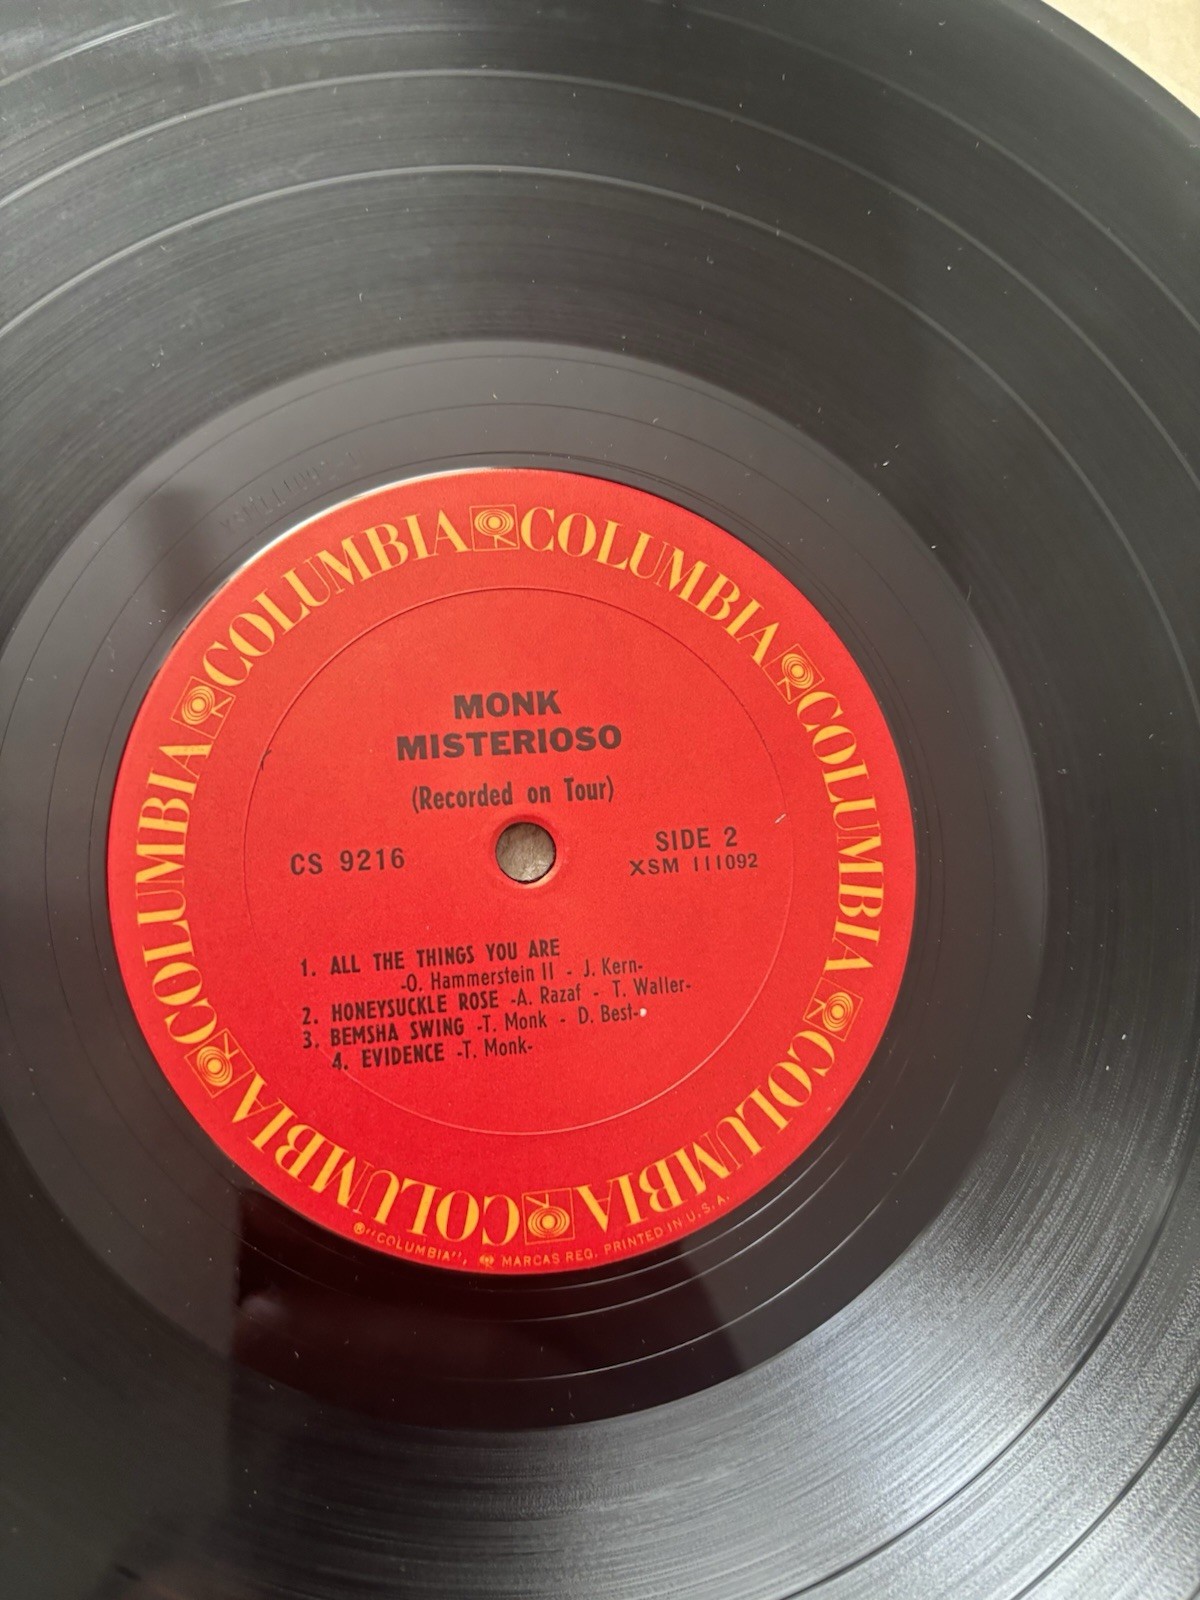 COLUMBIA COLUMBIA COLUMBIA COLUMBIA COLUMBIA COLUMBIA
MONK
MISTERIOSO
(Recorded on Tour)
CS 9216
SIDE 2
XSM 111092
1. ALL THE THINGS YOU ARE
-O. Hammerstein II - J. Kern-
2. HONEYSUCKLE ROSE -A. Razaf - T. Waller-
3. BEMSHA SWING -T. Monk - D. Best-
4. EVIDENCE -T. Monk-
®"COLUMBIA", MARCAS REG. PRINTED IN U.S.A.